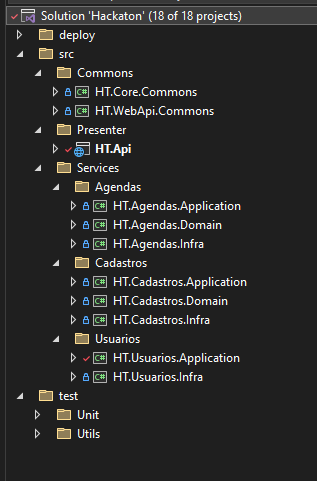 Solution 'Hackaton' (18 of 18 projects)
deploy
src
Commons
HT.Core.Commons
HT.WebApi.Commons
Presenter
HT.Api
Services
Agendas
HT.Agendas.Application
HT.Agendas.Domain
HT.Agendas.Infra
Cadastros
HT.Cadastros.Application
HT.Cadastros.Domain
HT.Cadastros.Infra
Usuarios
HT.Usuarios.Application
HT.Usuarios.Infra
test
Unit
Utils